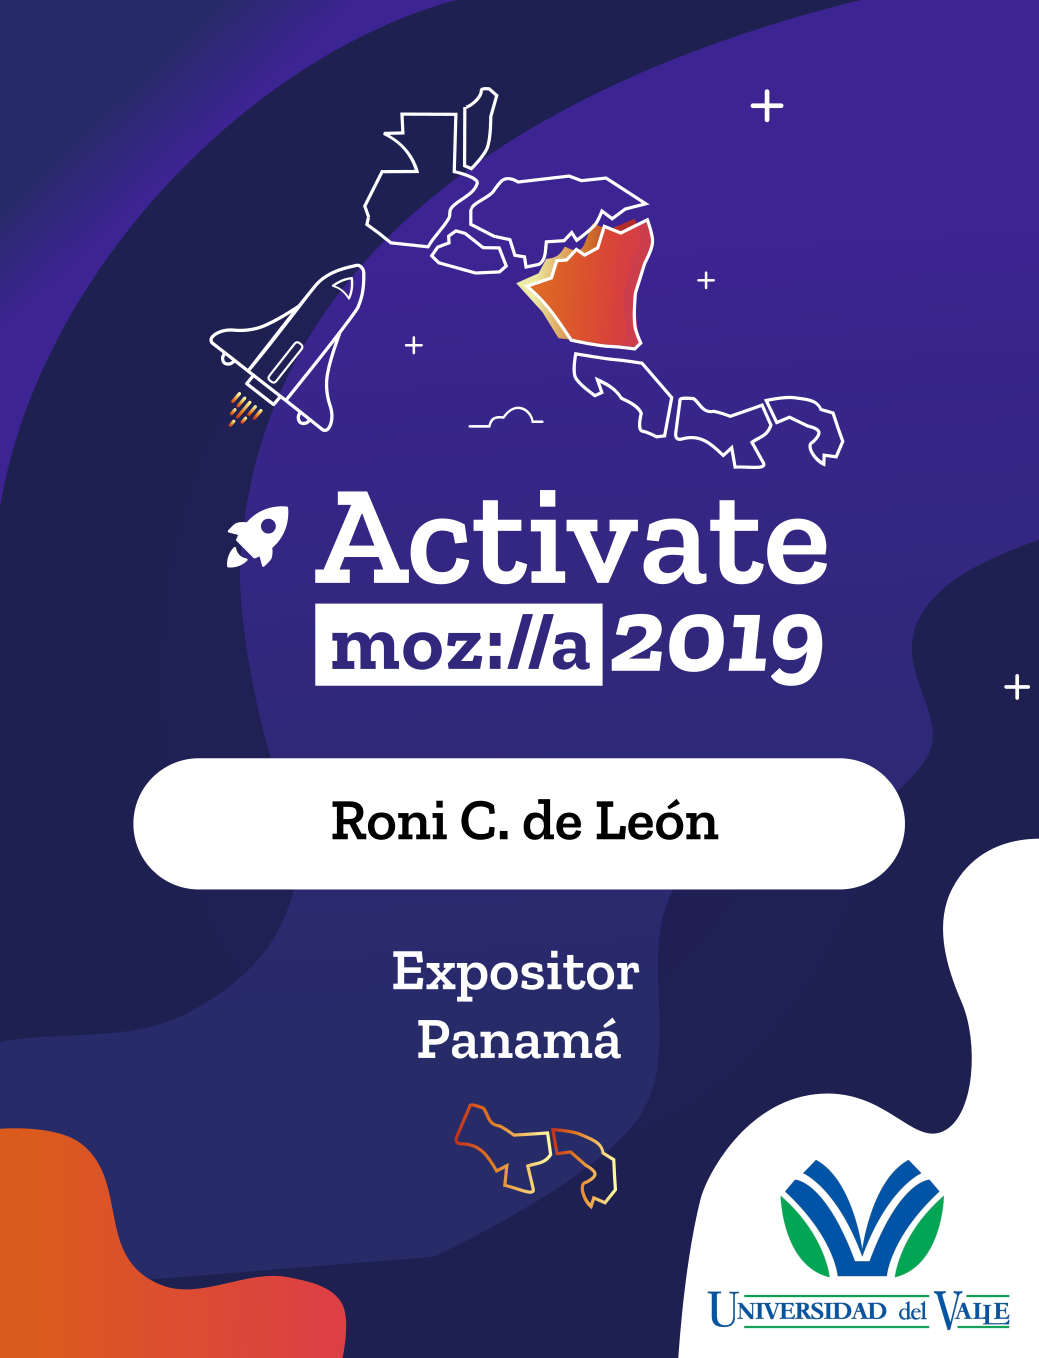 Activate
moz://a 2019
Roni C. de León
Expositor
Panamá
UNIVERSIDAD del VALLE